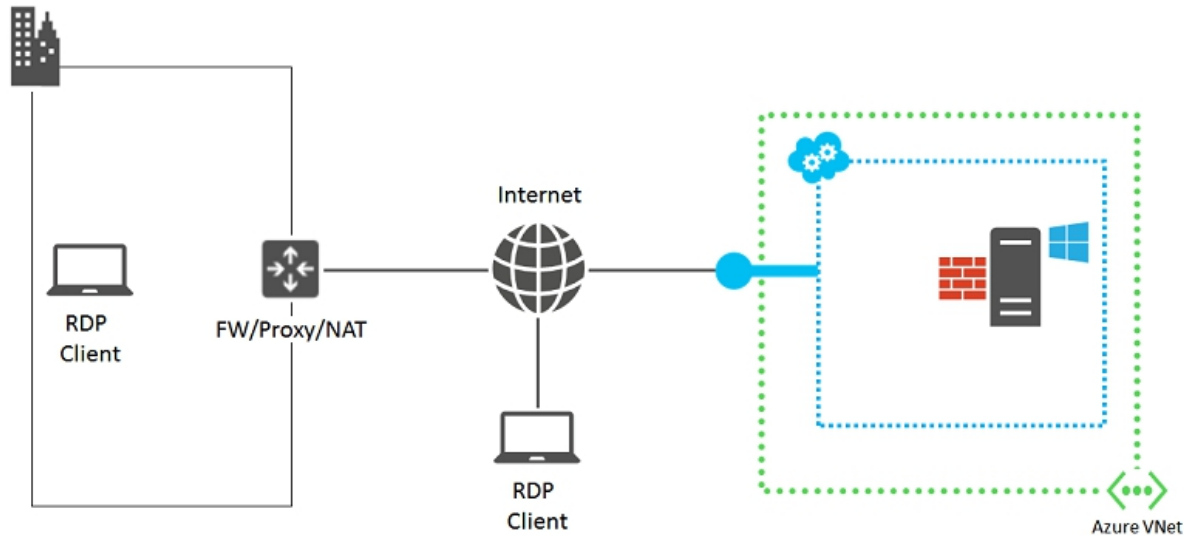 Internet
RDP
Client
FW/Proxy/NAT
RDP
Client
Azure VNet